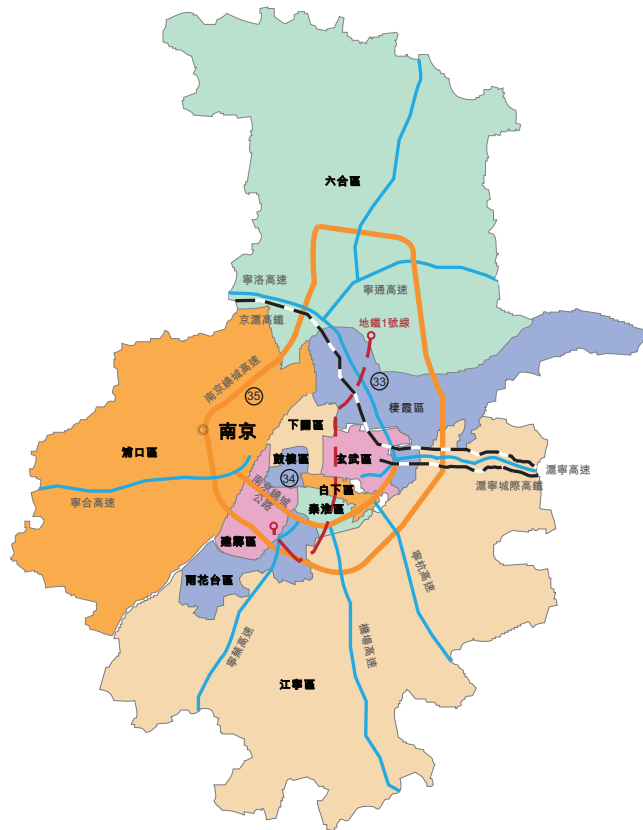 六合區
寧洛高速
寧通高速
京滬高鐵
地鐵1號線
南京繞城高速
33
35
棲霞區
下關區
南京
浦口區
鼓樓區
玄武區
滬寧高速
34
滬寧城際高鐵
南京繞城
公路
白下區
寧合高速
秦淮區
建鄴區
雨花台區
寧杭高速
寧蕪高速
機場高速
江寧區